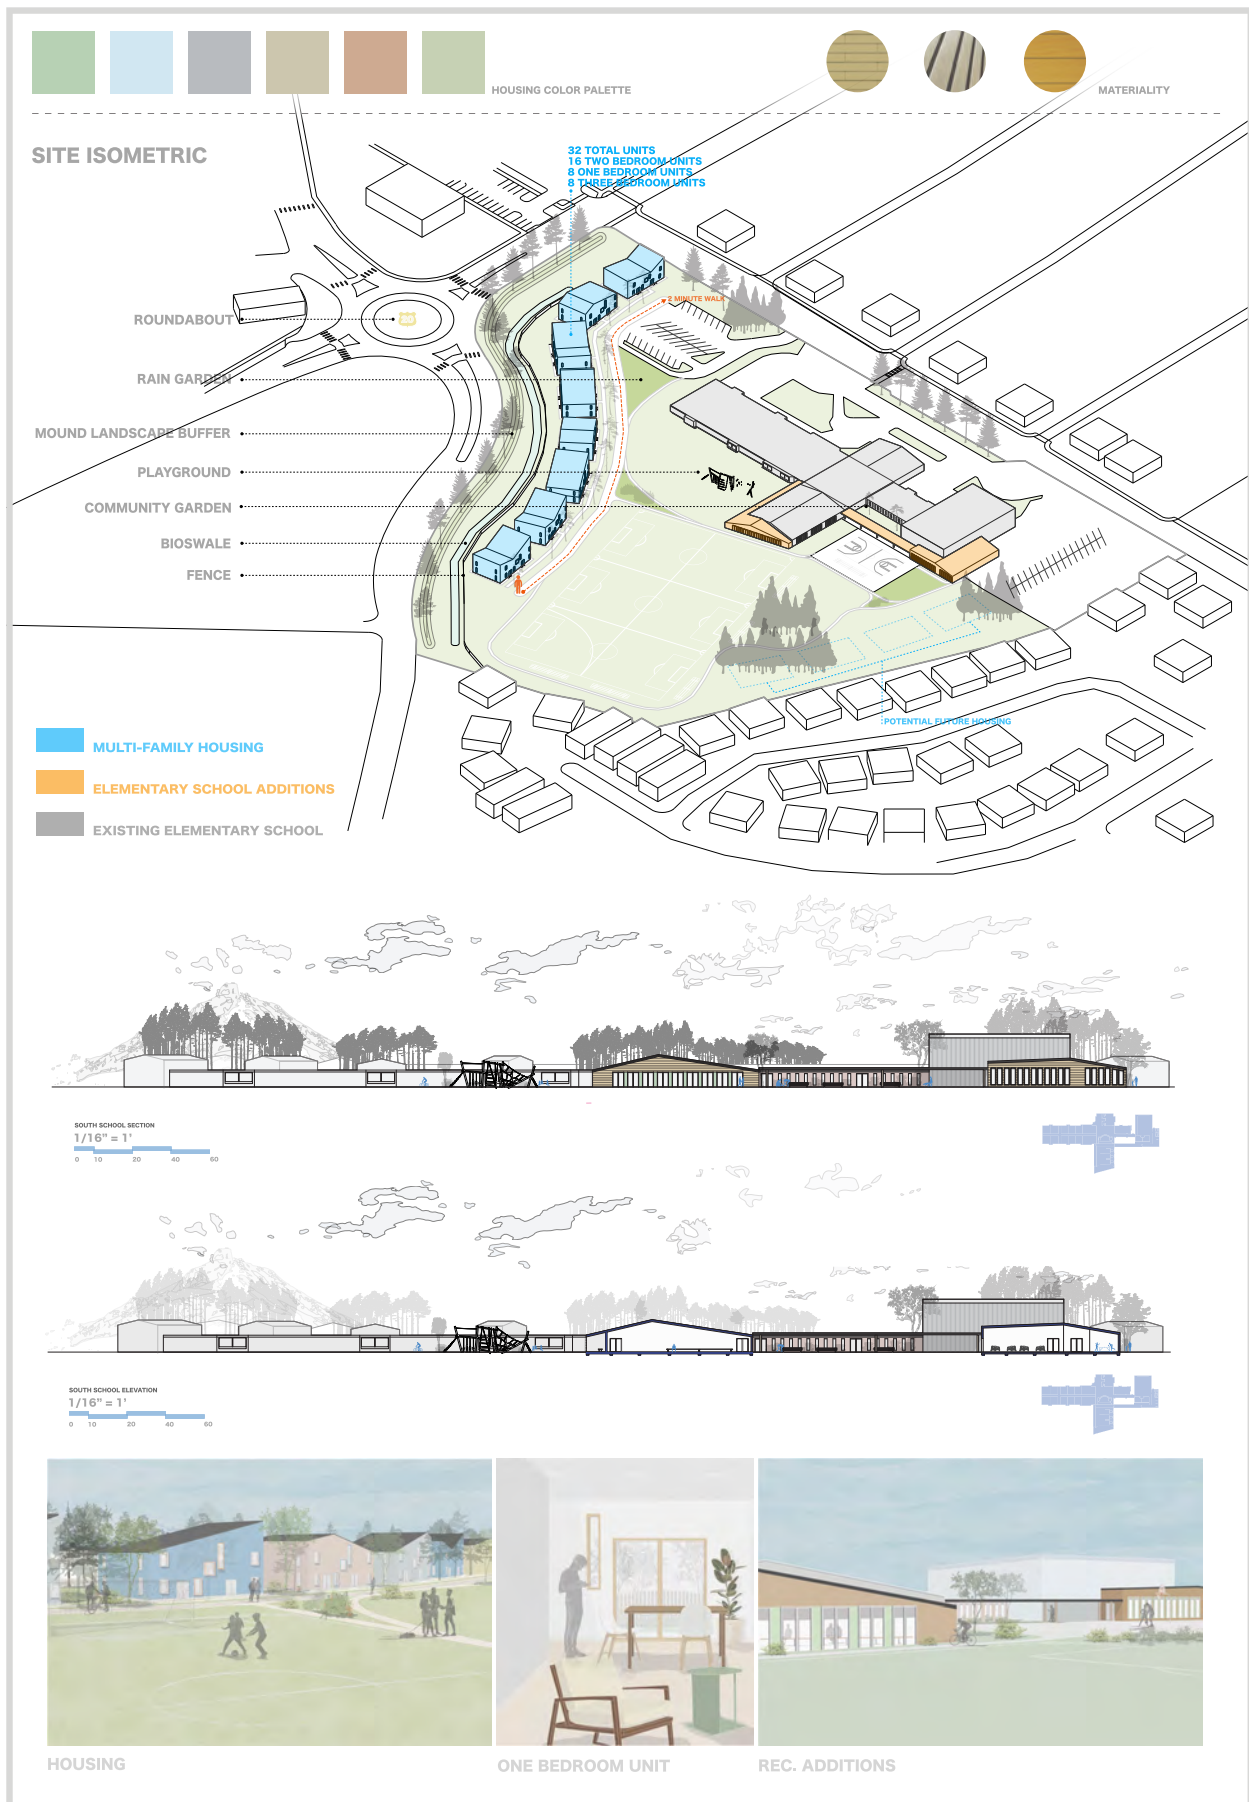 HOUSING COLOR PALETTE
MATERIALITY
SITE ISOMETRIC
32 TOTAL UNITS
16 TWO BEDROOM UNITS
8 ONE BEDROOM UNITS
8 THREE BEDROOM UNITS
2 MINUTE WALK
ROUNDABOUT
RAIN GARDEN
MOUND LANDSCAPE BUFFER
PLAYGROUND
COMMUNITY GARDEN
BIOSWALE
FENCE
POTENTIAL FUTURE HOUSING
MULTI-FAMILY HOUSING
ELEMENTARY SCHOOL ADDITIONS
EXISTING ELEMENTARY SCHOOL
SOUTH SCHOOL SECTION
1/16" = 1'
0 10 20 40 60
SOUTH SCHOOL ELEVATION
1/16" = 1'
0 10 20 40 60
HOUSING
ONE BEDROOM UNIT
REC. ADDITIONS